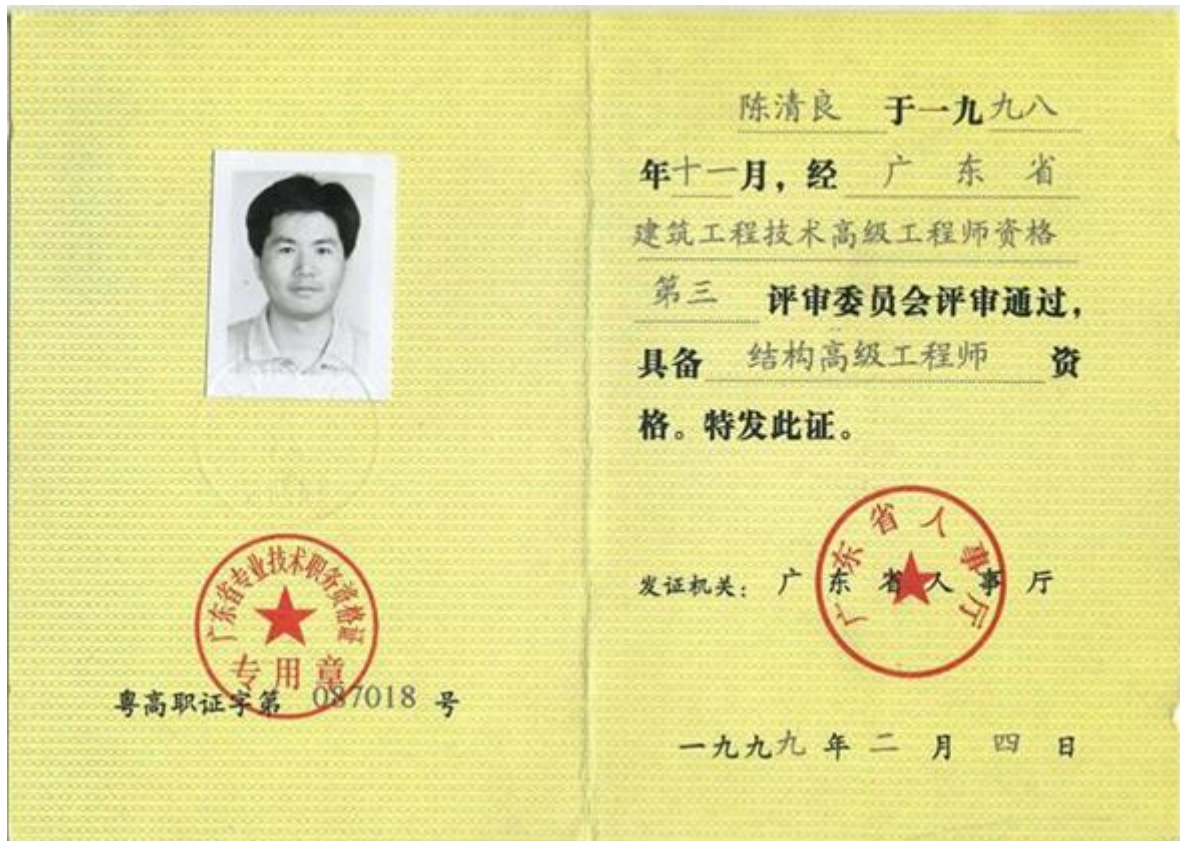 广东省专业技术职务资格证
专用章
粤高职证字第 087018 号
陈清良 于一九九八
年十一月，经 广东省
建筑工程技术高级工程师资格
第三 评审委员会评审通过，
具备 结构高级工程师 资
格。特发此证。
广东省人事厅
发证机关：广东省人事厅
一九九九年二月四日